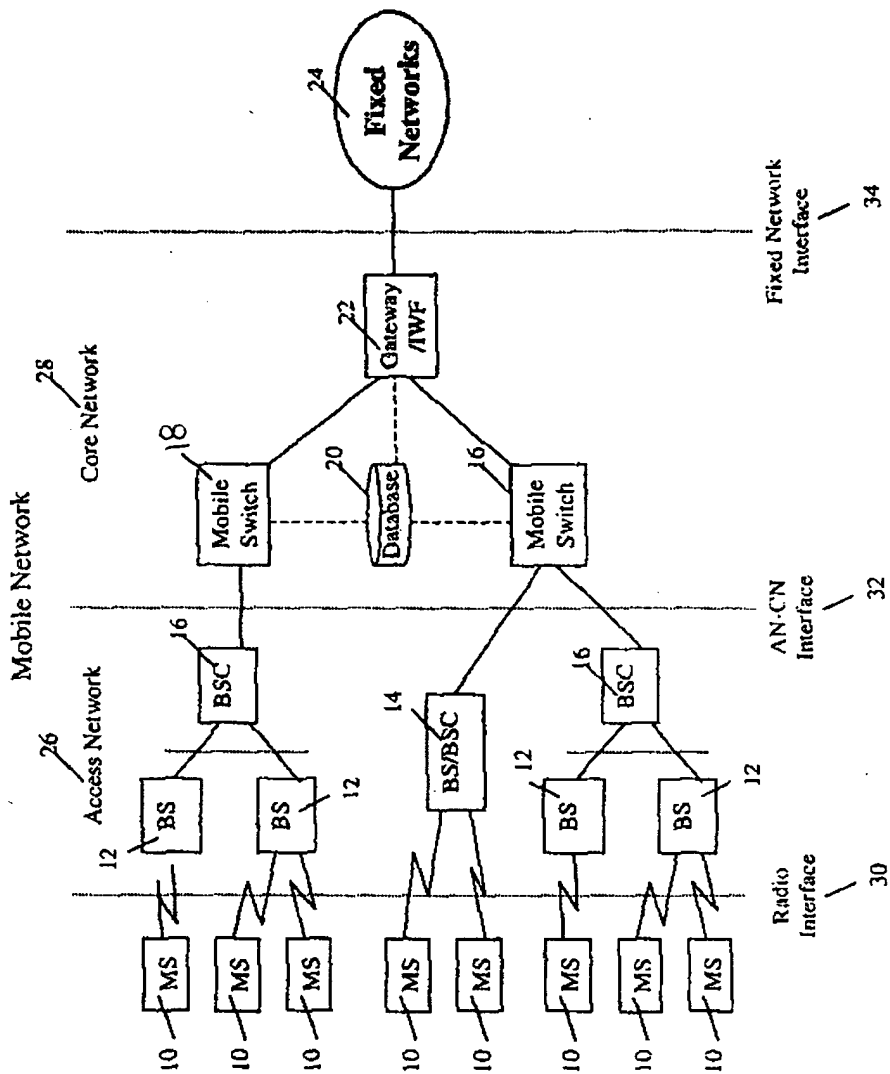 Mobile Network
26
Access Network
28
Core Network
10
MS
10
MS
10
MS
10
MS
10
MS
10
MS
10
MS
10
MS
12
BS
BS
12
BS/BSC
14
12
BS
BS
12
16
BSC
16
BSC
18
Mobile
Switch
20
Database
16
Mobile
Switch
22
Gateway
/IWF
24
Fixed
Networks
Radio
Interface
30
AN-CN
Interface
32
Fixed Network
Interface
34